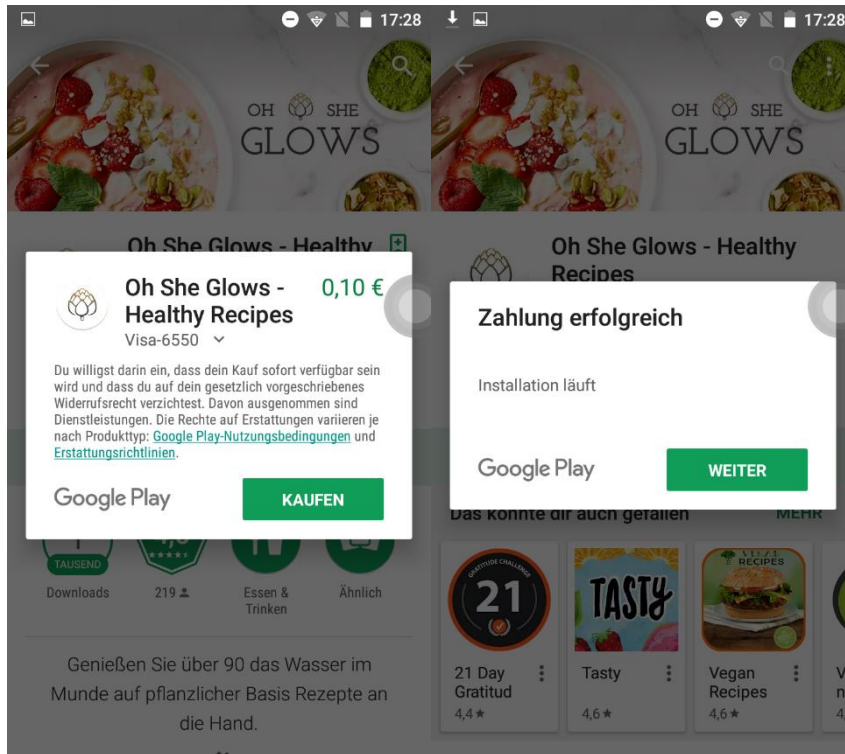 17:28
OH SHE
GLOWS
Oh She Glows - Healthy
Oh She Glows -
Healthy Recipes
0,10 €
Visa-6550
Du willigst darin ein, dass dein Kauf sofort verfügbar sein
wird und dass du auf dein gesetzlich vorgeschriebenes
Widerrufsrecht verzichtest. Davon ausgenommen sind
Dienstleistungen. Die Rechte auf Erstattungen variieren je
nach Produkttyp: Google Play-Nutzungsbedingungen und
Erstattungsrichtlinien.
Google Play
KAUFEN
TAUSEND
Downloads
219
Essen &
Trinken
Ähnlich
Genießen Sie über 90 das Wasser im
Munde auf pflanzlicher Basis Rezepte an
die Hand.
17:28
OH SHE
GLOWS
Oh She Glows - Healthy
Recipes
Zahlung erfolgreich
Installation läuft
Google Play
WEITER
Das könnte dir auch gefallen
MEHR
GRATITUDE CHALLENGE
21
TASTY
VEGAN
RECIPES
21 Day
Gratitud
4,4★
Tasty
4,6★
Vegan
Recipes
4,6★